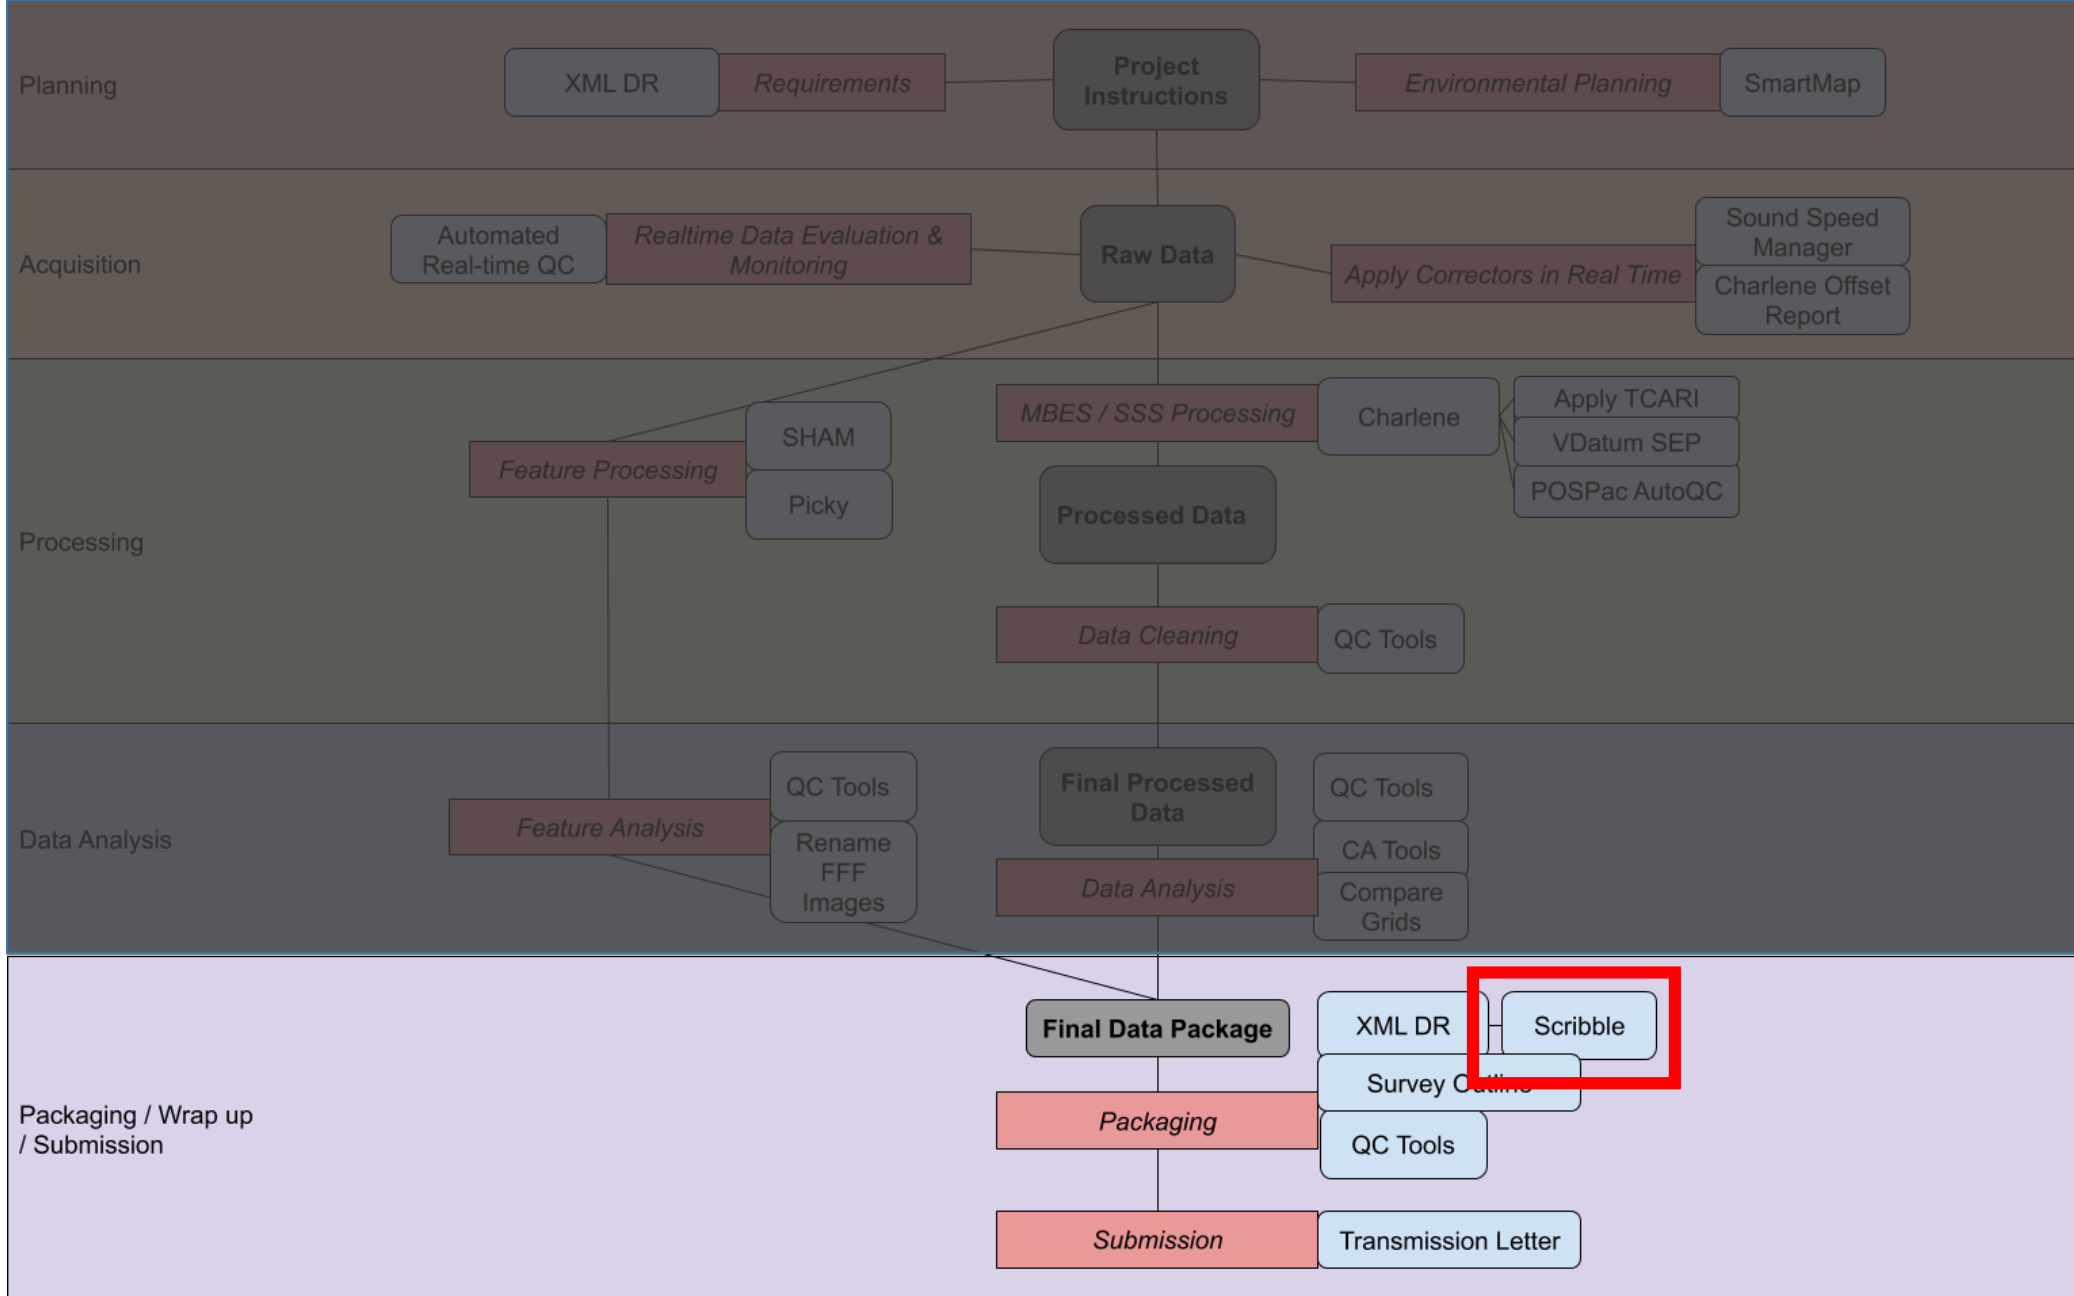 Planning
XML DR
Requirements
Project
Instructions
Environmental Planning
SmartMap
Acquisition
Automated
Real-time QC
Realtime Data Evaluation &
Monitoring
Raw Data
Apply Correctors in Real Time
Sound Speed
Manager
Charlene Offset
Report
Processing
Feature Processing
SHAM
Picky
MBES / SSS Processing
Charlene
Apply TCARI
VDatum SEP
POSPac AutoQC
Processed Data
Data Cleaning
QC Tools
Data Analysis
Feature Analysis
QC Tools
Rename
FFF
Images
Final Processed
Data
Data Analysis
QC Tools
CA Tools
Compare
Grids
Packaging / Wrap up
/ Submission
Final Data Package
XML DR
Scribble
Survey Outline
Packaging
QC Tools
Submission
Transmission Letter